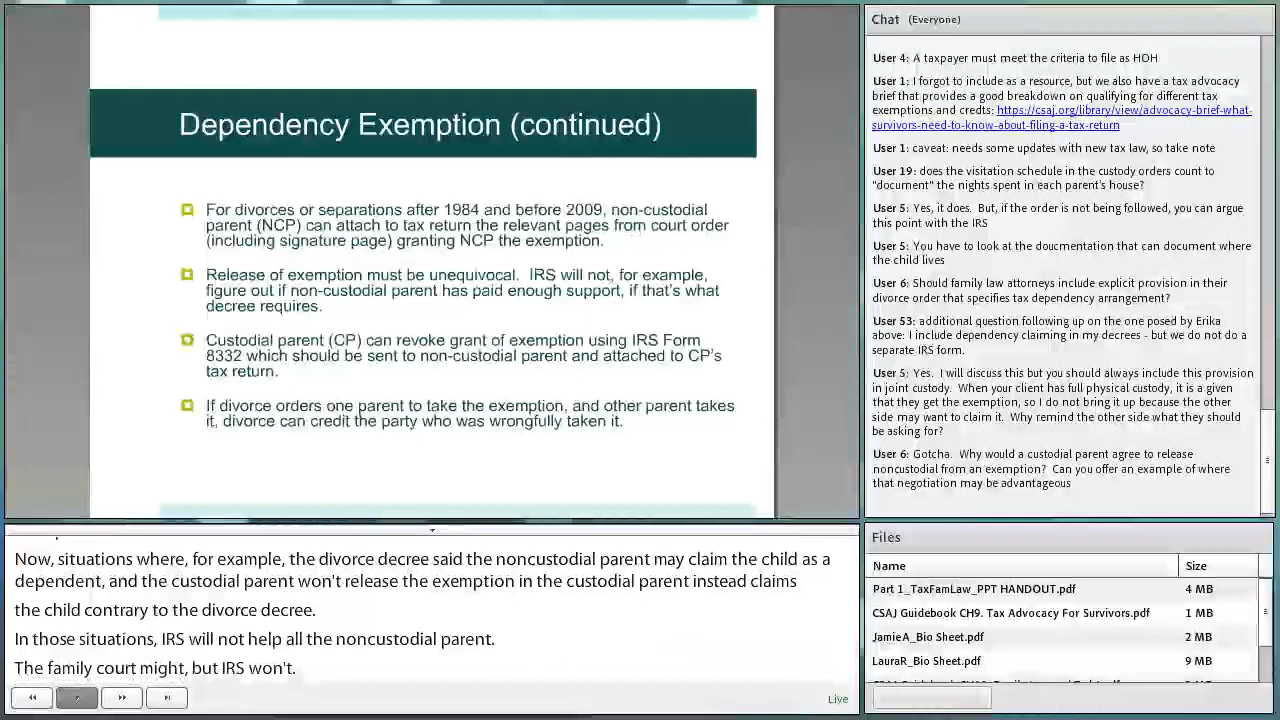 Dependency Exemption (continued)
For divorces or separations after 1984 and before 2009, non-custodial
parent (NCP) can attach to tax return the relevant pages from court order
(including signature page) granting NCP the exemption.
Release of exemption must be unequivocal.  IRS will not, for example,
figure out if non-custodial parent has paid enough support, if that's what
decree requires.
Custodial parent (CP) can revoke grant of exemption using IRS Form
8332 which should be sent to non-custodial parent and attached to CP's
tax return.
If divorce orders one parent to take the exemption, and other parent takes
it, divorce can credit the party who was wrongfully taken it.
Now, situations where, for example, the divorce decree said the noncustodial parent may claim the child as a
dependent, and the custodial parent won't release the exemption in the custodial parent instead claims
the child contrary to the divorce decree.
In those situations, IRS will not help all the noncustodial parent.
The family court might, but IRS won't.
Live
Chat (Everyone)
User 4: A taxpayer must meet the criteria to file as HOH
User 1: I forgot to include as a resource, but we also have a tax advocacy
brief that provides a good breakdown on qualifying for different tax
exemptions and credts: https://csaj.org/library/view/advocacy-brief-what-
survivors-need-to-know-about-filing-a-tax-return
User 1: caveat: needs some updates with new tax law, so take note
User 19: does the visitation schedule in the custody orders count to
"document" the nights spent in each parent's house?
User 5: Yes, it does.  But, if the order is not being followed, you can argue
this point with the IRS
User 5: You have to look at the doucmentation that can document where
the child lives
User 6: Should family law attorneys include explicit provision in their
divorce order that specifies tax dependency arrangement?
User 53: additional question following up on the one posed by Erika
above: I include dependency claiming in my decrees - but we do not do a
separate IRS form.
User 5: Yes.  I will discuss this but you should always include this provision
in joint custody.  When your client has full physical custody, it is a given
that they get the exemption, so I do not bring it up because the other
side may want to claim it.  Why remind the other side what they should
be asking for?
User 6: Gotcha.  Why would a custodial parent agree to release
noncustodial from an exemption?  Can you offer an example of where
that negotiation may be advantageous
Files
Name Size
Part 1_TaxFamLaw_PPT HANDOUT.pdf 4 MB
CSAJ Guidebook CH9. Tax Advocacy For Survivors.pdf 1 MB
JamieA_Bio Sheet.pdf 2 MB
LauraR_Bio Sheet.pdf 9 MB